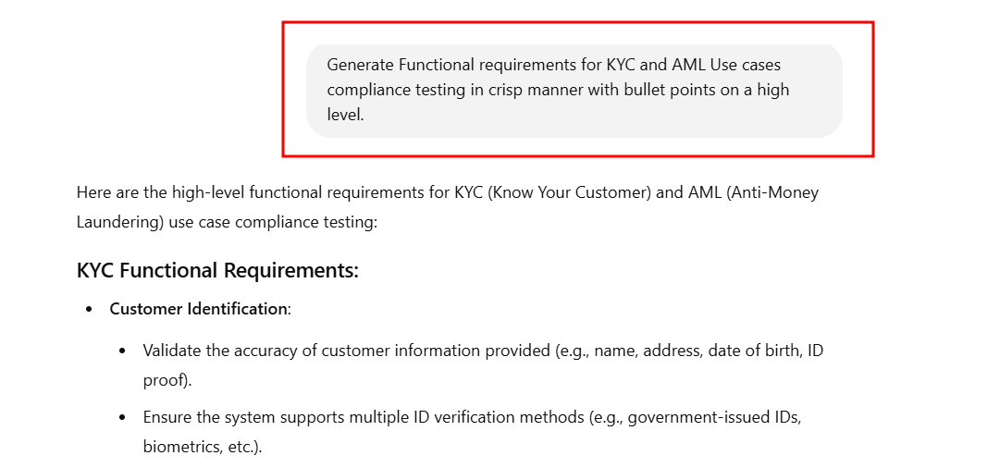 Generate Functional requirements for KYC and AML Use cases
compliance testing in crisp manner with bullet points on a high
level.
Here are the high-level functional requirements for KYC (Know Your Customer) and AML (Anti-Money
Laundering) use case compliance testing:
KYC Functional Requirements:
• Customer Identification:
• Validate the accuracy of customer information provided (e.g., name, address, date of birth, ID
proof).
• Ensure the system supports multiple ID verification methods (e.g., government-issued IDs,
biometrics, etc.).